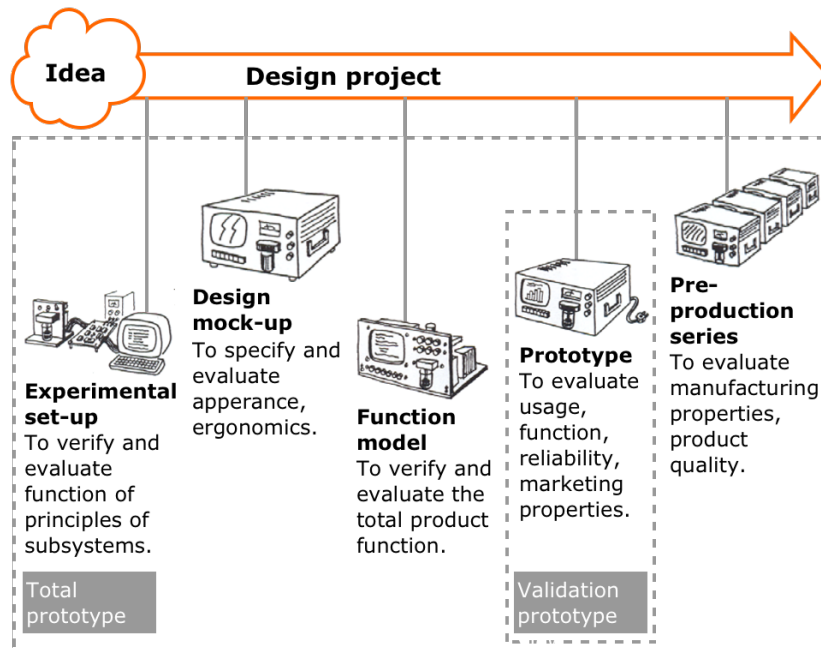 Idea
Design project
Experimental
set-up
To verify and
evaluate
function of
principles of
subsystems.
Total
prototype
Design
mock-up
To specify and
evaluate
apperance,
ergonomics.
Function
model
To verify and
evaluate the
total product
function.
Prototype
To evaluate
usage,
function,
reliability,
marketing
properties.
Validation
prototype
Pre-
production
series
To evaluate
manufacturing
properties,
product
quality.